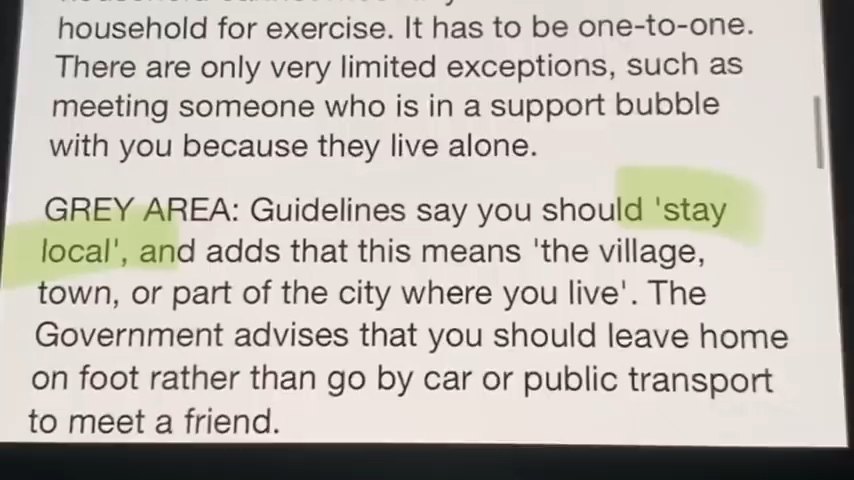 household for exercise. It has to be one-to-one.
There are only very limited exceptions, such as
meeting someone who is in a support bubble
with you because they live alone.
GREY AREA: Guidelines say you should 'stay
local', and adds that this means 'the village,
town, or part of the city where you live'. The
Government advises that you should leave home
on foot rather than go by car or public transport
to meet a friend.